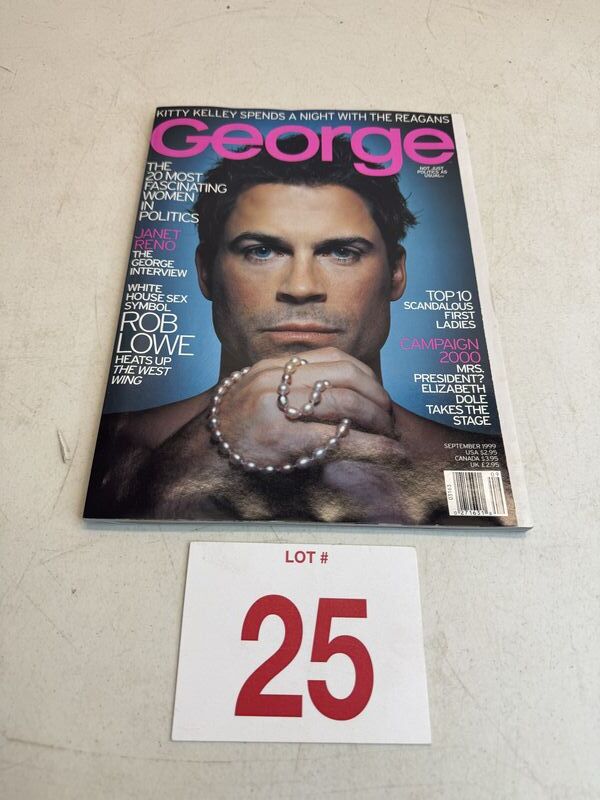 KITTY KELLEY SPENDS A NIGHT WITH THE REAGANS
George
NOT JUST
POLITICS AS
USUAL
THE
20 MOST
FASCINATING
WOMEN
IN
POLITICS
JANET
RENO
THE
GEORGE
INTERVIEW
WHITE
HOUSE SEX
SYMBOL
ROB
LOWE
HEATS UP
THE WEST
WING
TOP 10
SCANDALOUS
FIRST
LADIES
CAMPAIGN
2000
MRS.
PRESIDENT?
ELIZABETH
DOLE
TAKES THE
STAGE
SEPTEMBER 1999
USA $2.95
CANADA $3.95
UK £2.95
09
LOT #
25